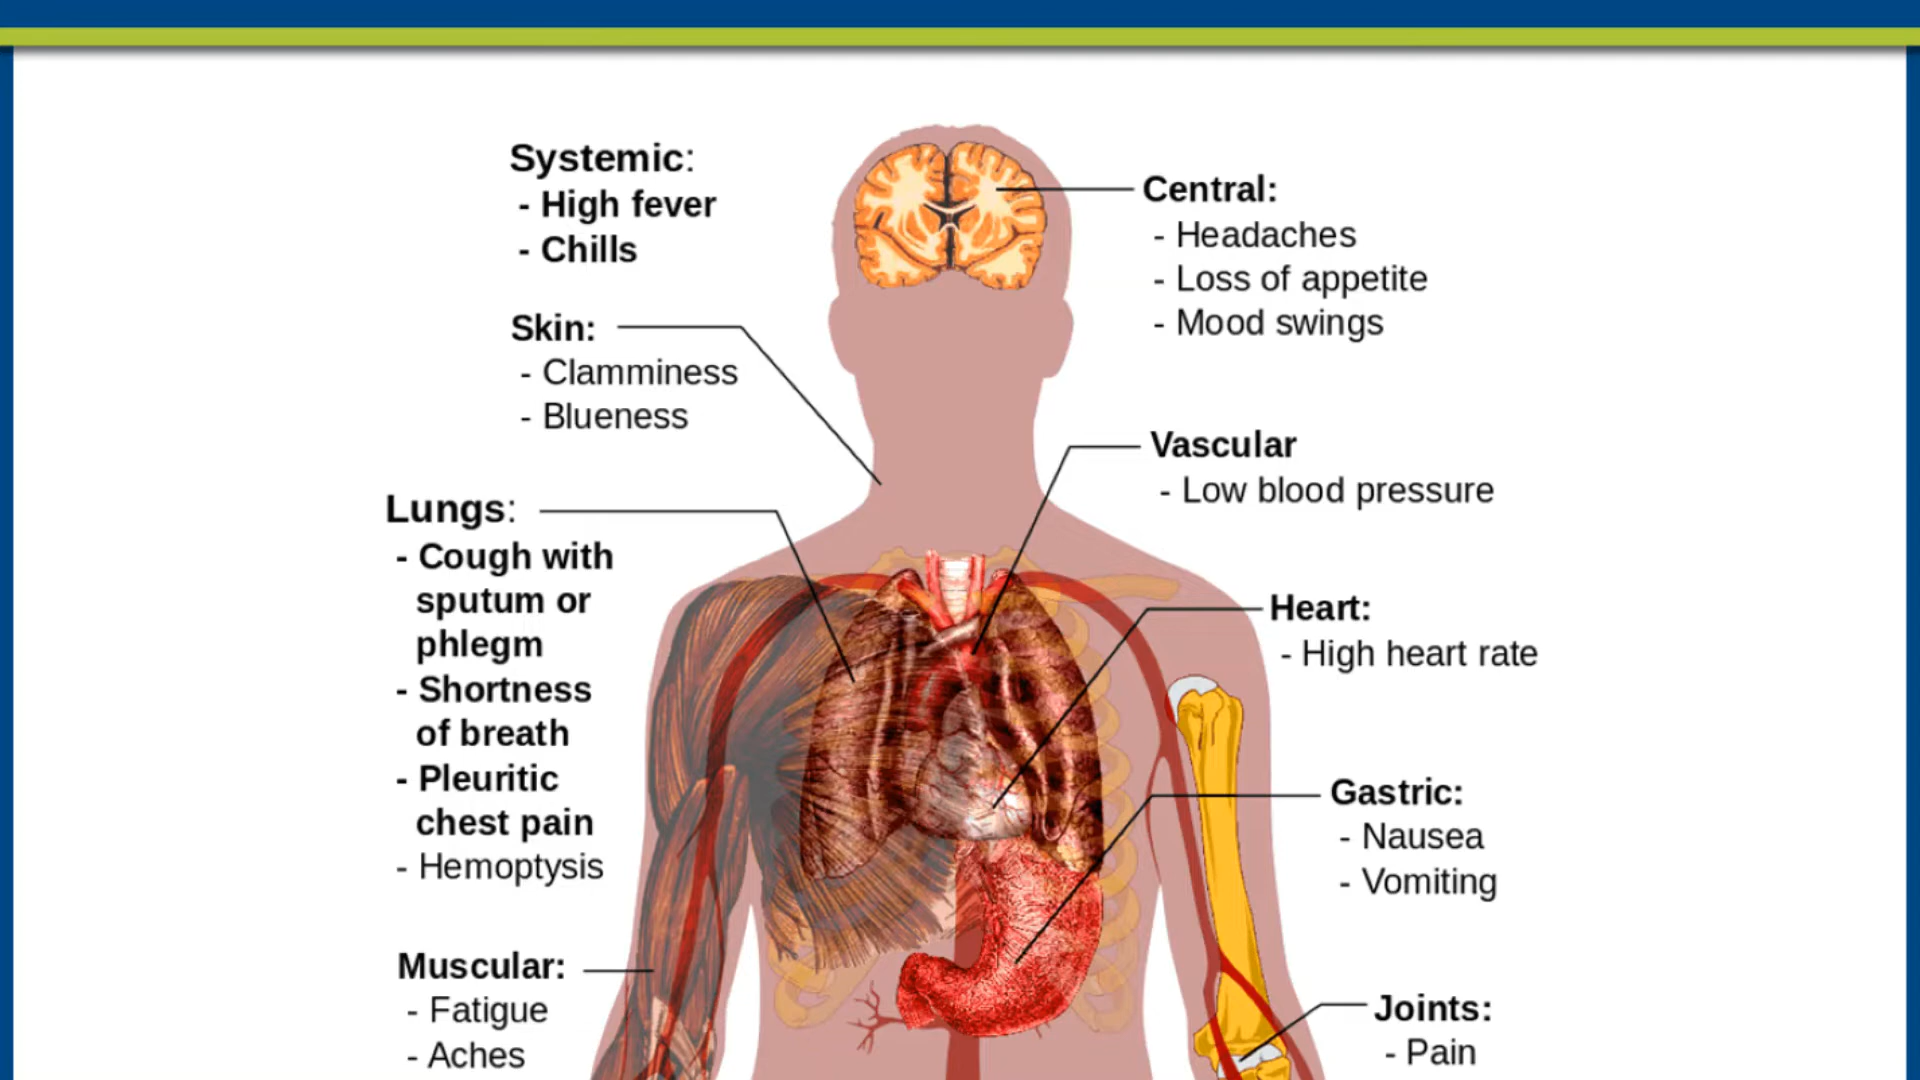 Systemic:
- High fever
- Chills
Skin:
- Clamminess
- Blueness
Lungs:
- Cough with
sputum or
phlegm
- Shortness
of breath
- Pleuritic
chest pain
- Hemoptysis
Muscular:
- Fatigue
- Aches
Central:
- Headaches
- Loss of appetite
- Mood swings
Vascular
- Low blood pressure
Heart:
- High heart rate
Gastric:
- Nausea
- Vomiting
Joints:
- Pain